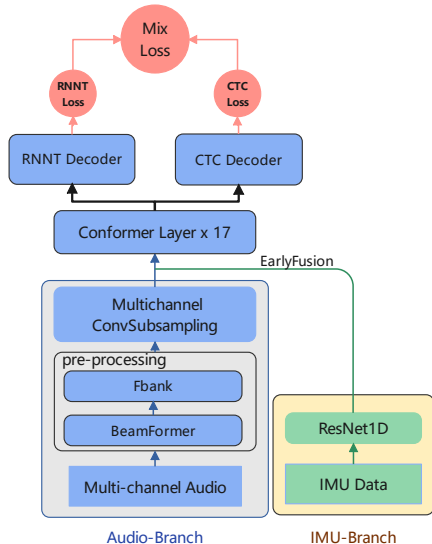 Mix
Loss
RNNT
Loss
CTC
Loss
RNNT Decoder
CTC Decoder
Conformer Layer x 17
EarlyFusion
Multichannel
ConvSubsampling
pre-processing
Fbank
BeamFormer
ResNet1D
Multi-channel Audio
IMU Data
Audio-Branch
IMU-Branch